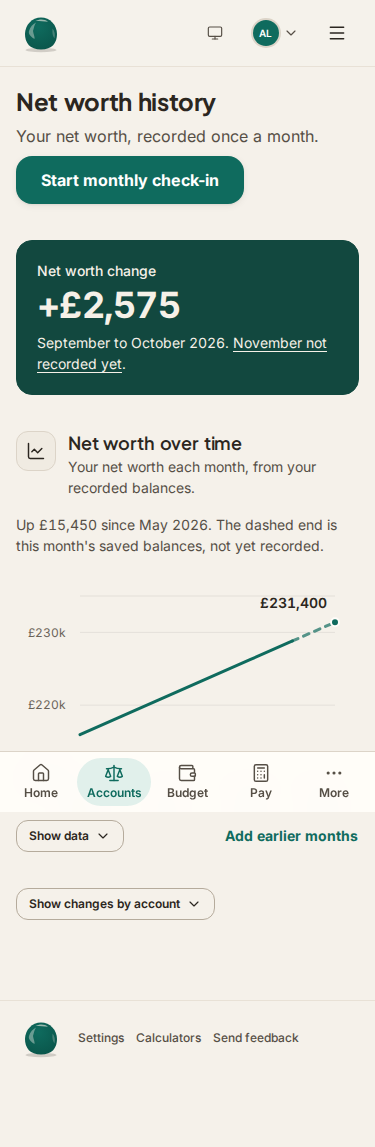 AL
Net worth history
Your net worth, recorded once a month.
Start monthly check-in
Net worth change
+£2,575
September to October 2026. November not
recorded yet.
Net worth over time
Your net worth each month, from your
recorded balances.
Up £15,450 since May 2026. The dashed end is
this month's saved balances, not yet recorded.
£231,400
£230k
£220k
Home Accounts Budget Pay More
Show data Add earlier months
Show changes by account
Settings Calculators Send feedback